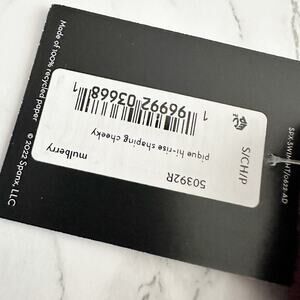 50392R
pique hi-rise shaping cheeky
mulberry
S/CH/P
1 96992 03668 1
Made of 100% recycled paper
© 2022 Spanx, LLC